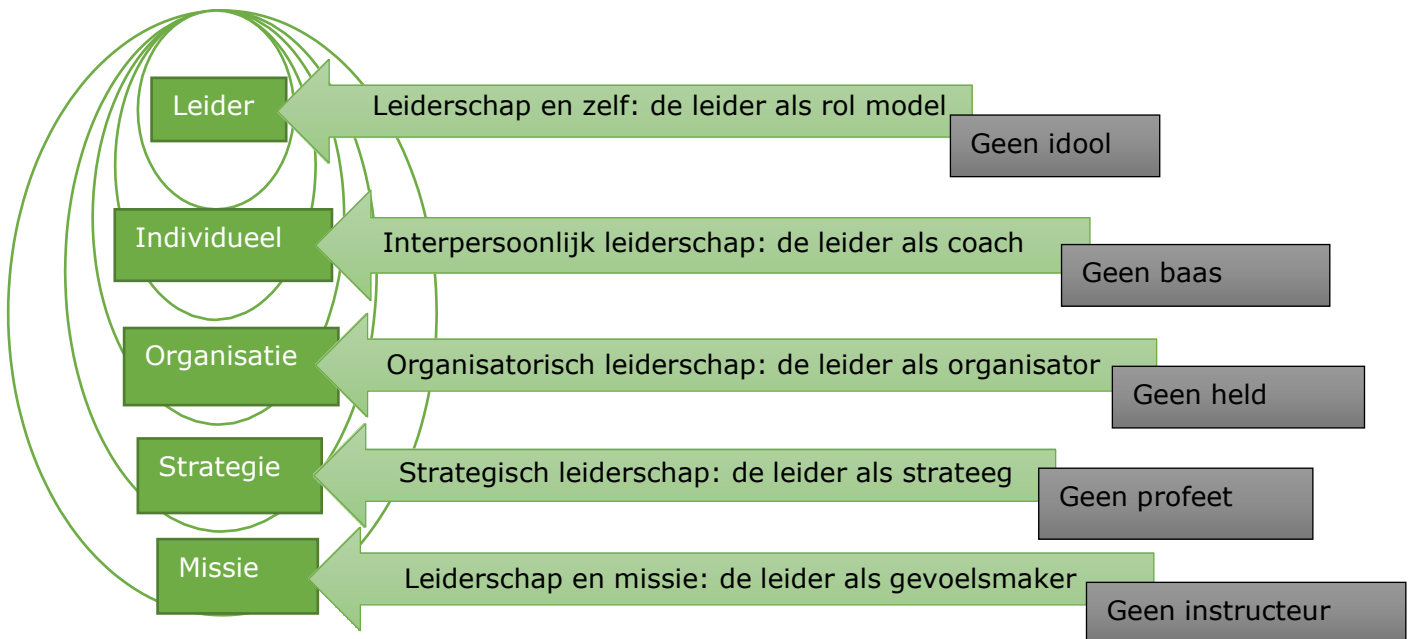 Leider
Leiderschap en zelf: de leider als rol model
Geen idool
Individueel
Interpersoonlijk leiderschap: de leider als coach
Geen baas
Organisatie
Organisatorisch leiderschap: de leider als organisator
Geen held
Strategie
Strategisch leiderschap: de leider als strateeg
Geen profeet
Missie
Leiderschap en missie: de leider als gevoelsmaker
Geen instructeur